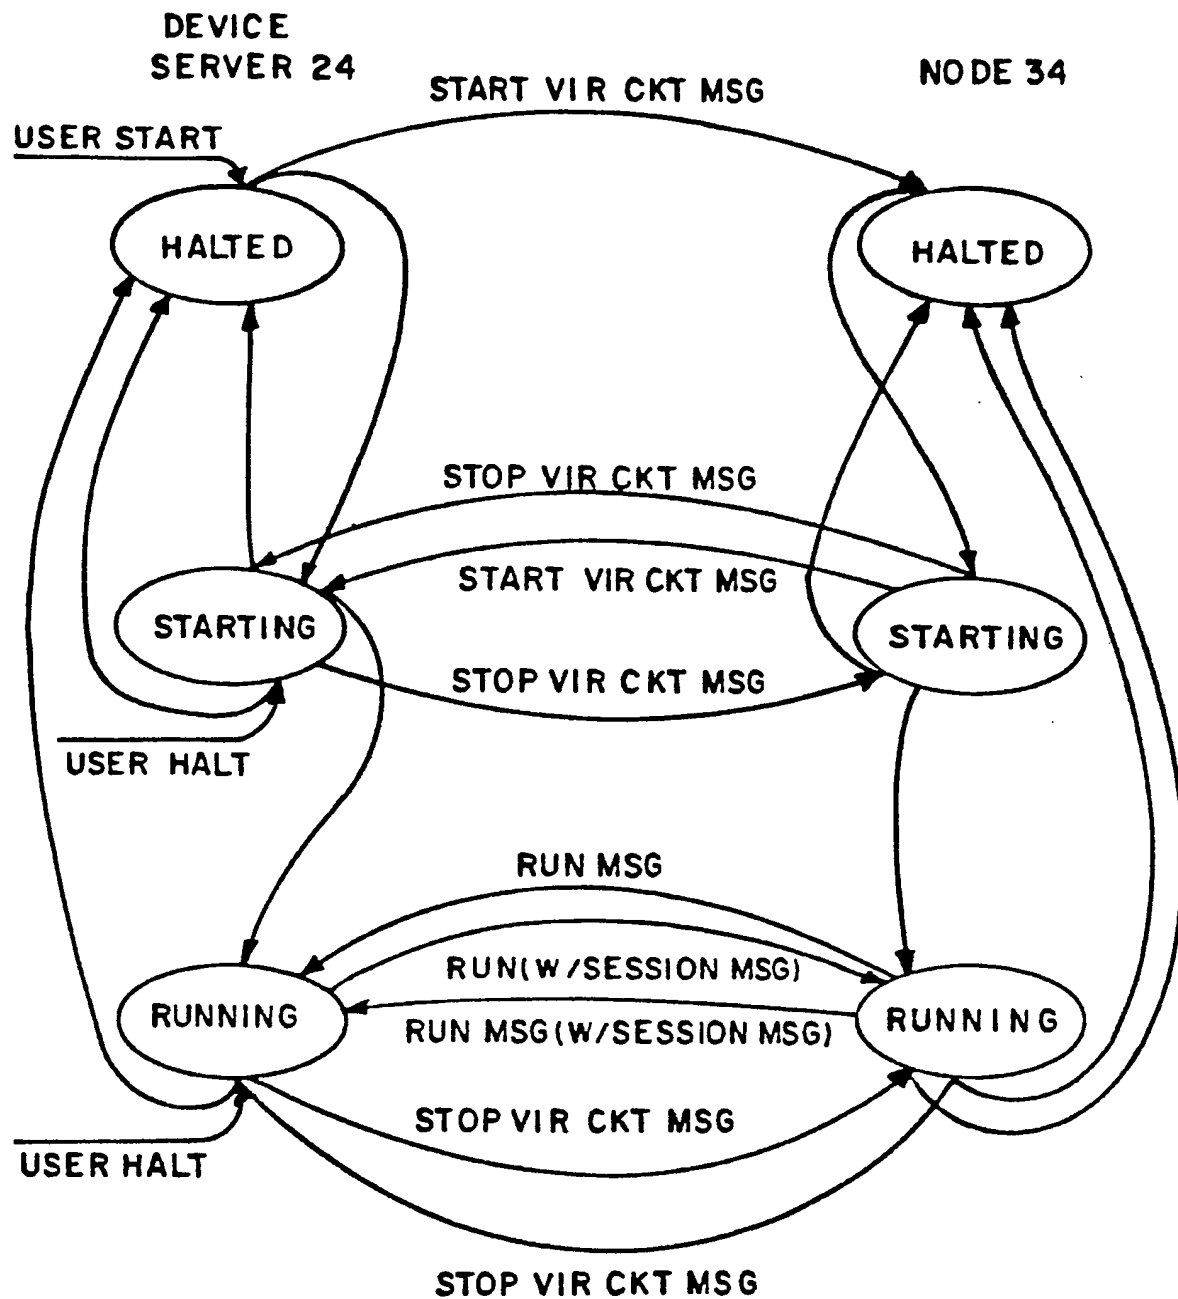 DEVICE
SERVER 24
NODE 34
START VIR CKT MSG
USER START
HALTED
HALTED
STOP VIR CKT MSG
START VIR CKT MSG
STARTING
STARTING
STOP VIR CKT MSG
USER HALT
RUN MSG
RUN(W/SESSION MSG)
RUNNING
RUNNING
RUN MSG(W/SESSION MSG)
STOP VIR CKT MSG
USER HALT
STOP VIR CKT MSG